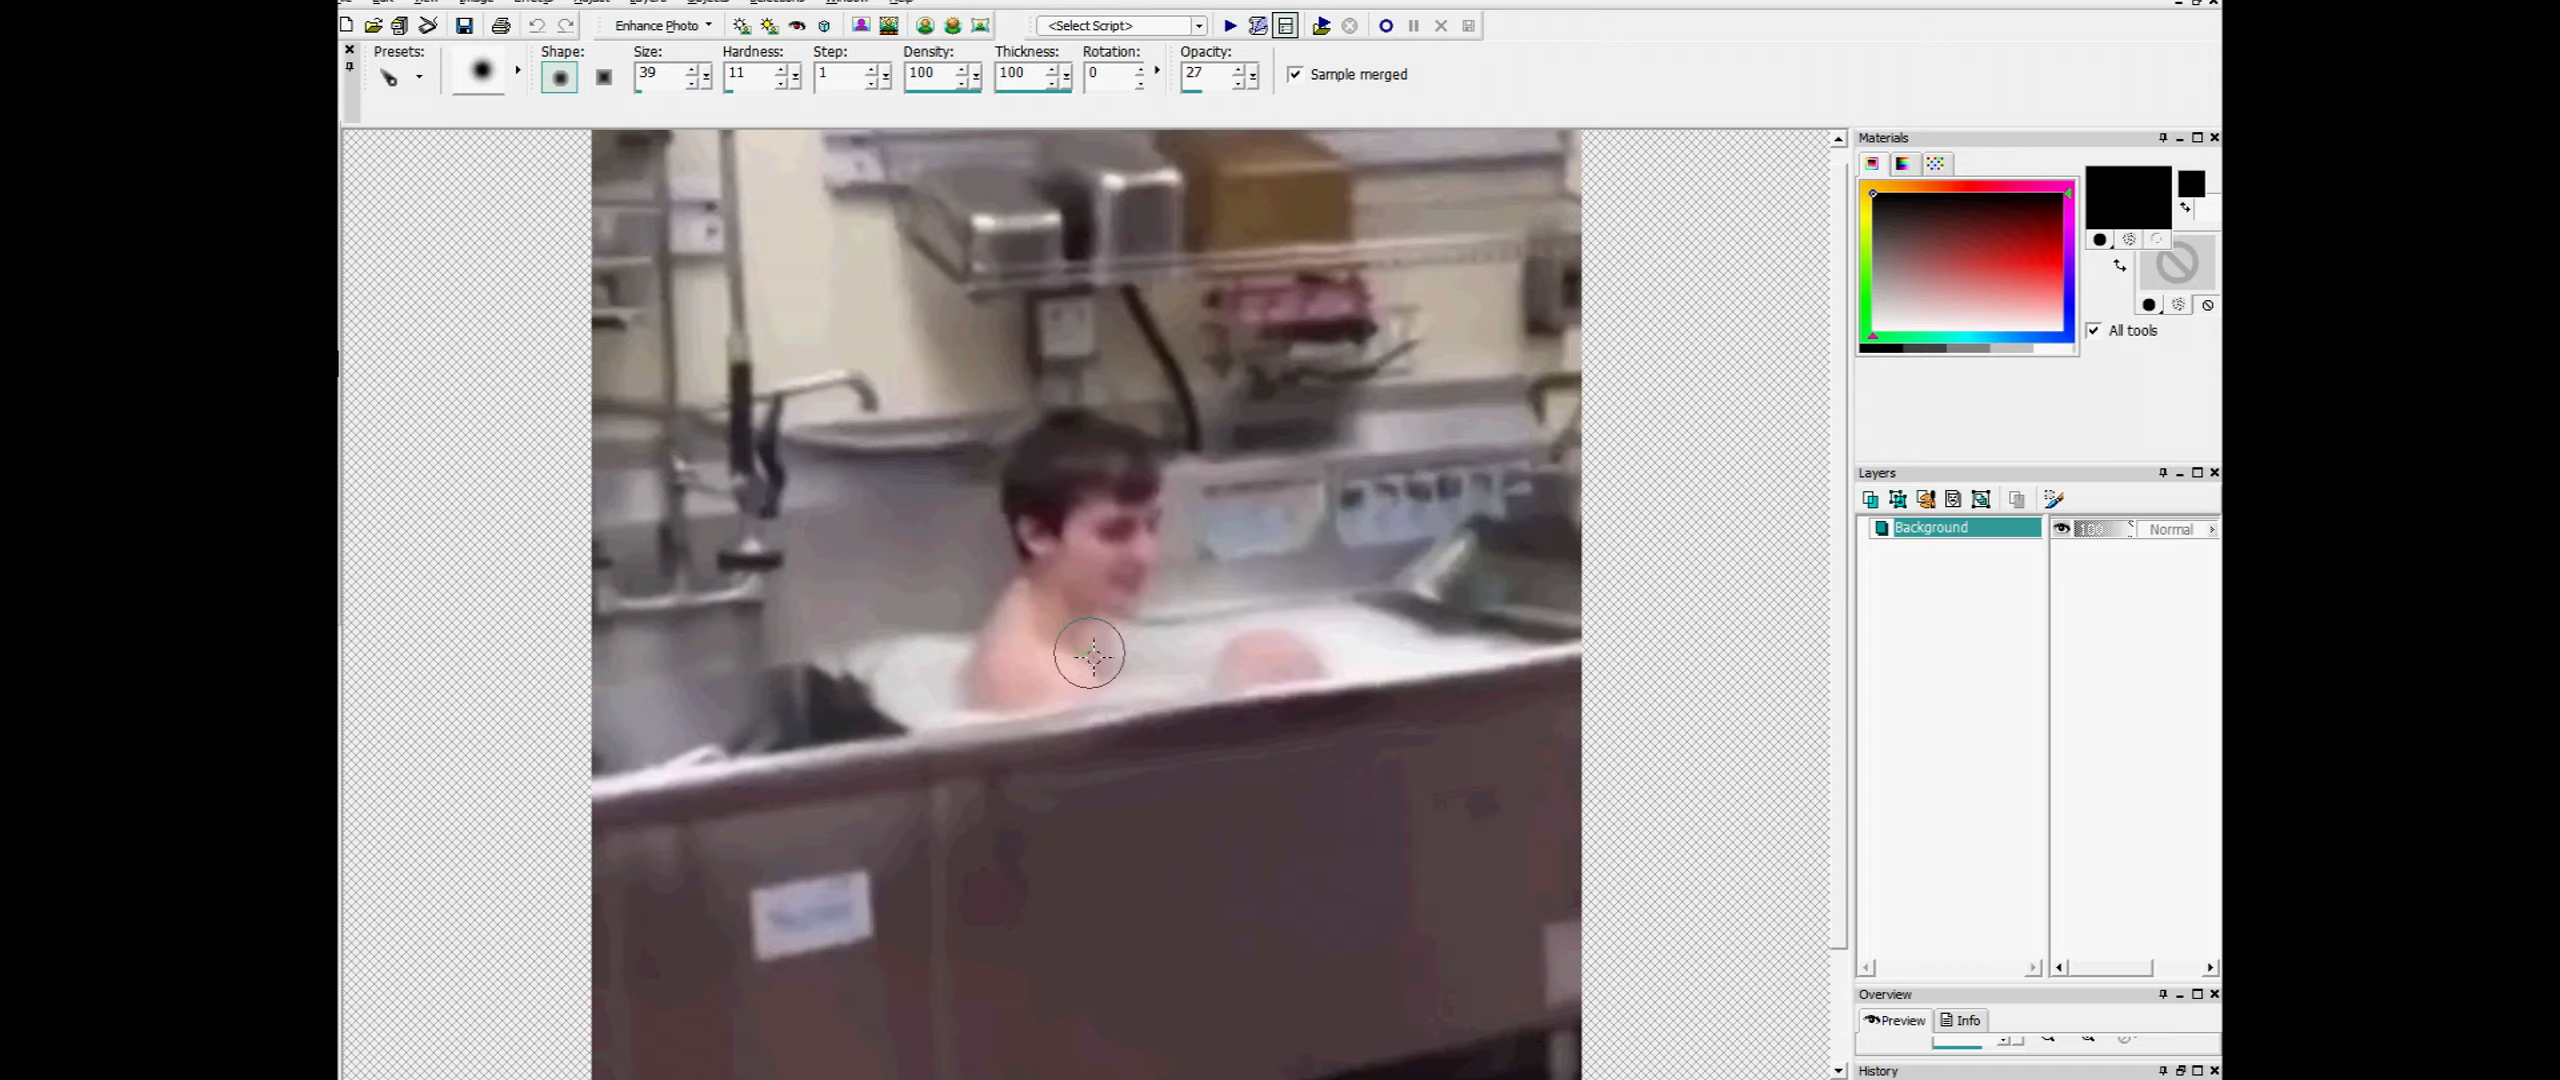 Enhance Photo
<Select Script>
Presets: Shape: Size: Hardness: Step: Density: Thickness: Rotation: Opacity:
39 11 1 100 100 0 27
Sample merged
Materials
All tools
Layers
Background
100 Normal
Overview
Preview Info
History